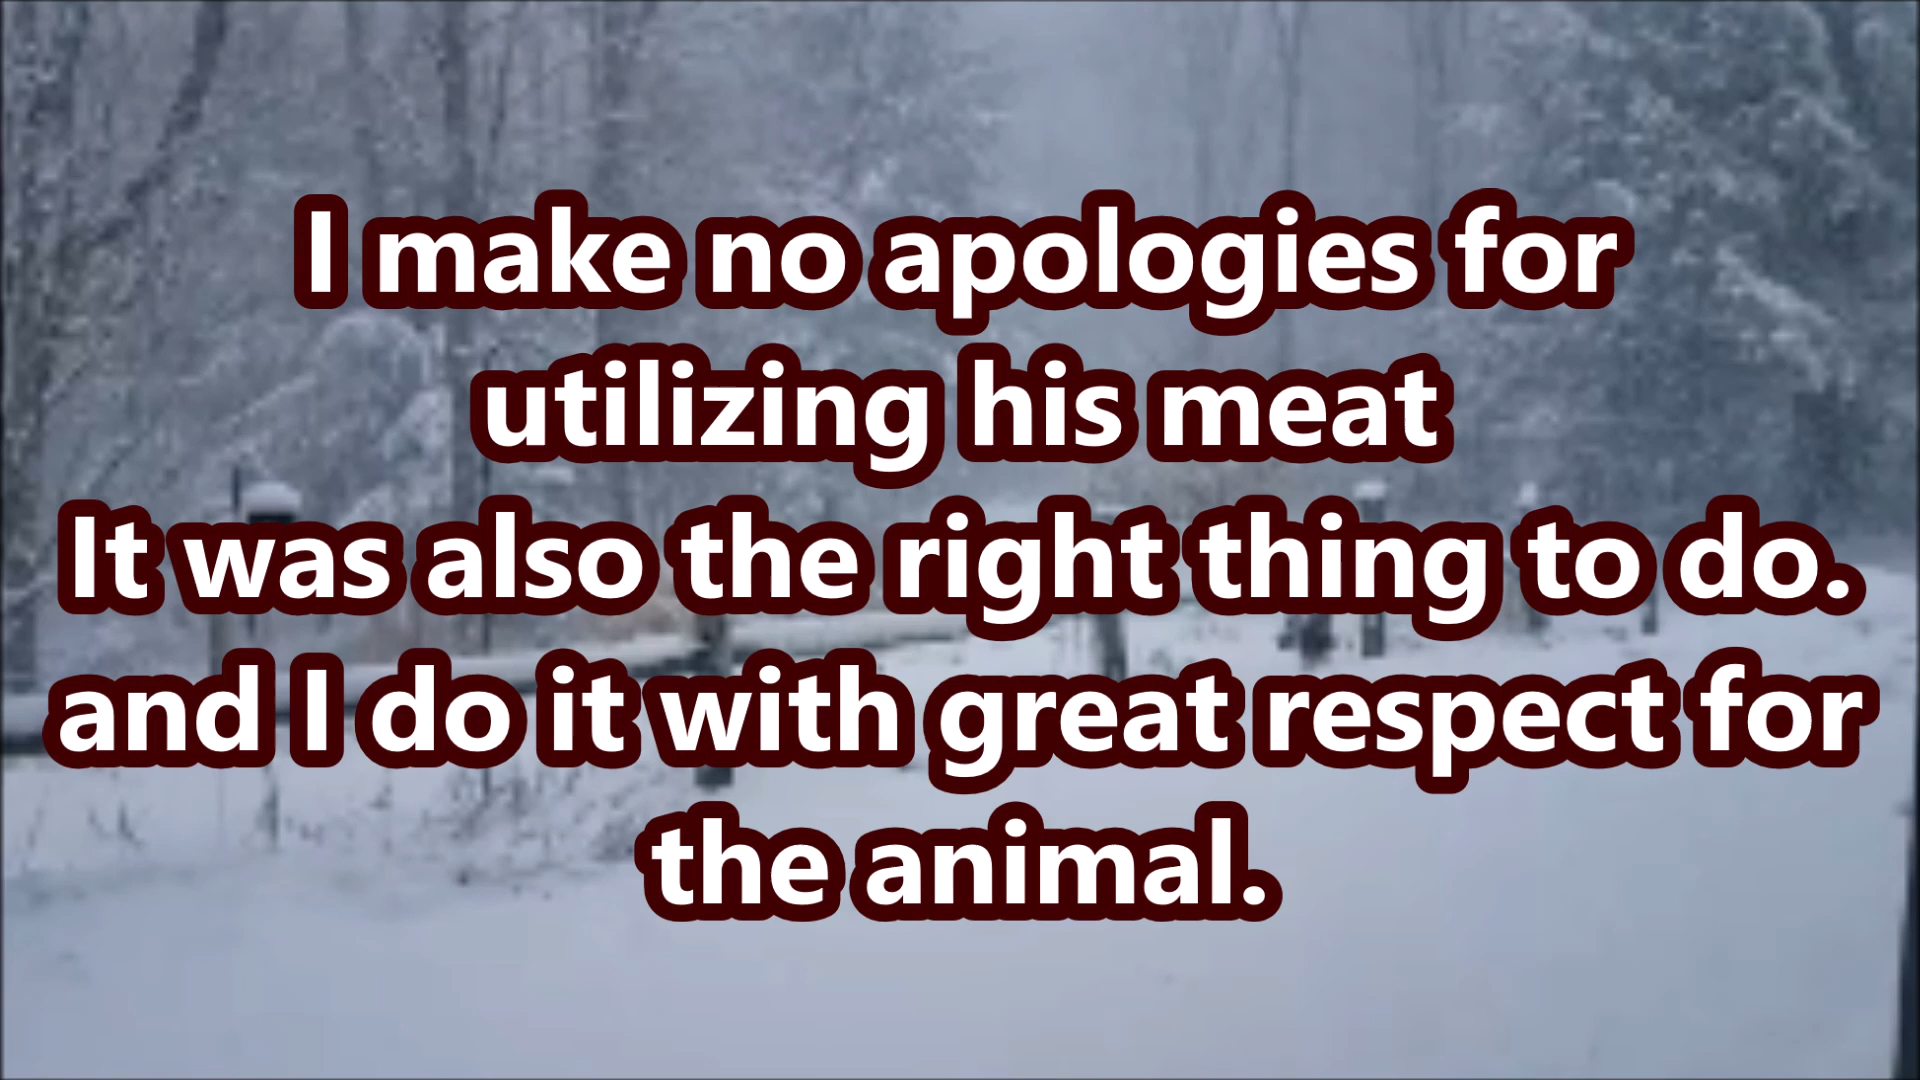 I make no apologies for
utilizing his meat
It was also the right thing to do.
and I do it with great respect for
the animal.